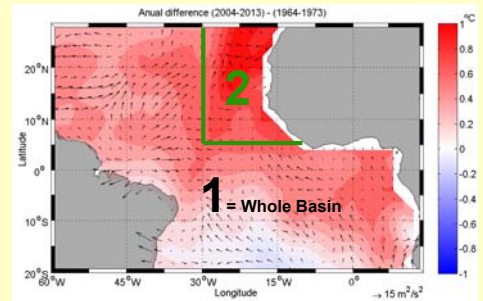 Anual difference (2004-2013) - (1964-1973)
°C
1
0.8
0.6
0.4
0.2
0
-0.2
-0.4
-0.6
-0.8
-1
Latitude
20°N
10°N
0°
10°S
20°S
2
1 = Whole Basin
60°W
45°W
30°W
15°W
0°
Longitude
→ 15 m²/s²